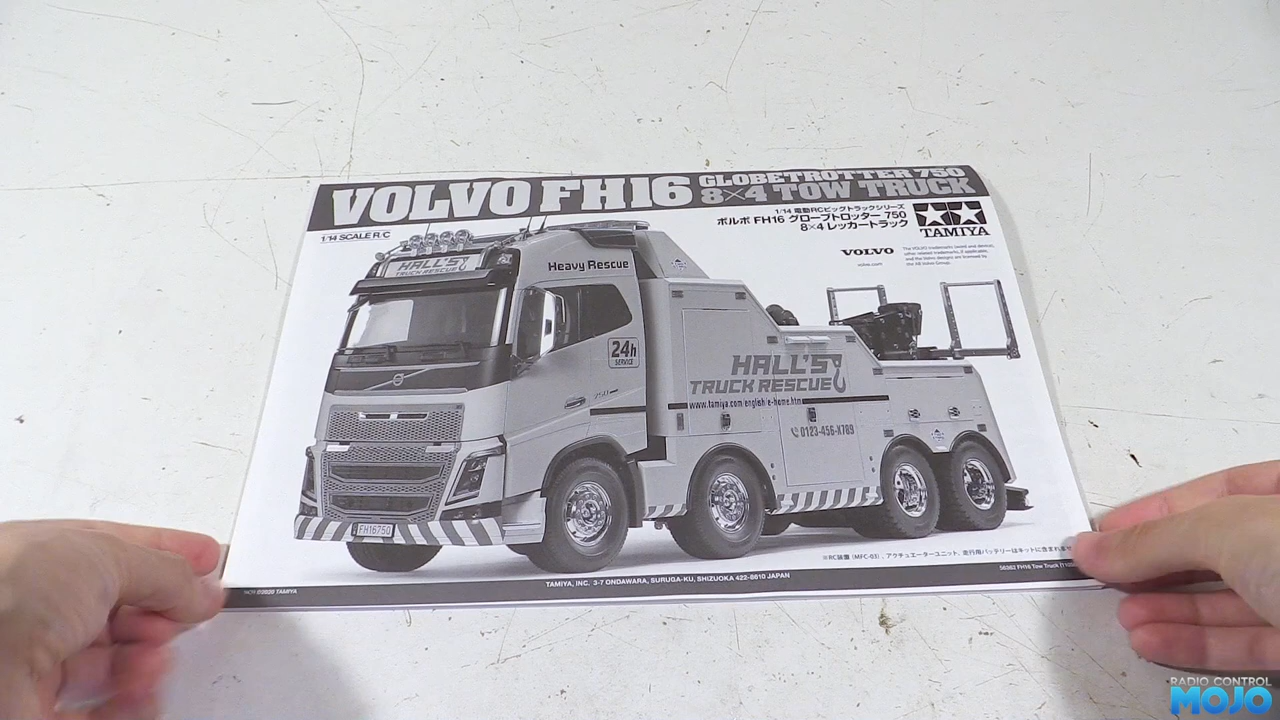 VOLVO FH16 GLOBETROTTER 750
8×4 TOW TRUCK
1/14 SCALE R/C
1/14 電動RCビッグトラックシリーズ
ボルボ FH16 グローブトロッター 750
8×4 レッカートラック
TAMIYA
VOLVO
volvo.com
The VOLVO trademarks (word and device),
other related trademarks, if applicable,
and the Volvo designs are licensed by
the AB Volvo Group.
HALL'S
TRUCK RESCUE
Heavy Rescue
24h
SERVICE
750
HALL'S
TRUCK RESCUE
www.tamiya.com/english/e-home.htm
0123-456-X789
FH16750
※RC装置（MFC-03）、アクチュエーターユニット、走行用バッテリーはキットに含まれませ
TAMIYA, INC. 3-7 ONDAWARA, SURUGA-KU, SHIZUOKA 422-8610 JAPAN
©2020 TAMIYA
56362 FH16 Tow Truck
RADIO CONTROL
MOJO